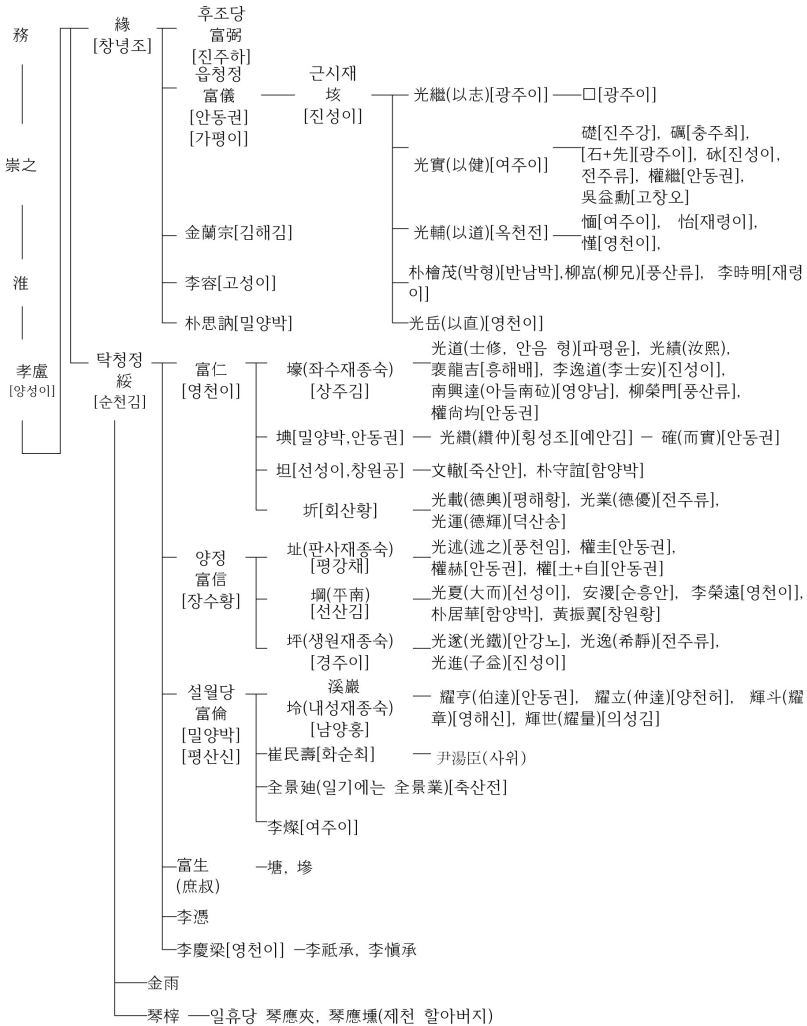 務
崇之
淮
孝盧
[양성이]
緣
[창녕조]
후조당
富弼
[진주하]
읍청정
富儀
[안동권]
[가평이]
근시재
垓
[진성이]
光繼(以志)[광주이]
□[광주이]
光實(以健)[여주이]
礎[진주강], 礪[충주최],
[石+先][광주이], 砅[진성이,
전주류], 權繼[안동권],
吳益勳[고창오]
光輔(以道)[옥천전]
愐[여주이], 怡[재령이],
慬[영천이],
朴檜茂(박형)[반남박],柳嵓(柳兄)[풍산류], 李時明[재령
이]
光岳(以直)[영천이]
金蘭宗[김해김]
李容[고성이]
朴思訥[밀양박]
탁청정
綏
[순천김]
富仁
[영천이]
壕(좌수재종숙)
[상주김]
光道(士修, 안음 형)[파평윤], 光績(汝熙),
裵龍吉[흥해배], 李逸道(李士安)[진성이],
南興達(아들南砬)[영양남], 柳榮門[풍산류],
權尙均[안동권]
㙉[밀양박,안동권]
光纘(纘仲)[횡성조][예안김]
確(而實)[안동권]
坦[선성이,창원공]
文轍[죽산안], 朴守誼[함양박]
圻[회산황]
光載(德輿)[평해황], 光業(德優)[전주류],
光運(德輝)[덕산송]
양정
富信
[장수황]
址(판사재종숙)
[평강채]
光述(述之)[풍천임], 權圭[안동권],
權赫[안동권], 權[土+自][안동권]
堈(平南)
[선산김]
光夏(大而)[선성이], 安㵍[순흥안], 李榮遠[영천이],
朴居華[함양박], 黃振翼[창원황]
坪(생원재종숙)
[경주이]
光邃(光鐵)[안강노], 光逸(希靜)[전주류],
光進(子益)[진성이]
설월당
富倫
[밀양박]
[평산신]
溪巖
坽(내성재종숙)
[남양홍]
耀亨(伯達)[안동권], 耀立(仲達)[양천허], 輝斗(耀
章)[영해신], 輝世(耀量)[의성김]
崔民壽[화순최]
尹湯臣(사위)
全景廸(일기에는 全景業)[축산전]
李燦[여주이]
富生
(庶叔)
塘, 墋
李憑
李慶梁[영천이]
李祗承, 李愼承
金雨
琴榟
일휴당 琴應夾, 琴應壎(제천 할아버지)